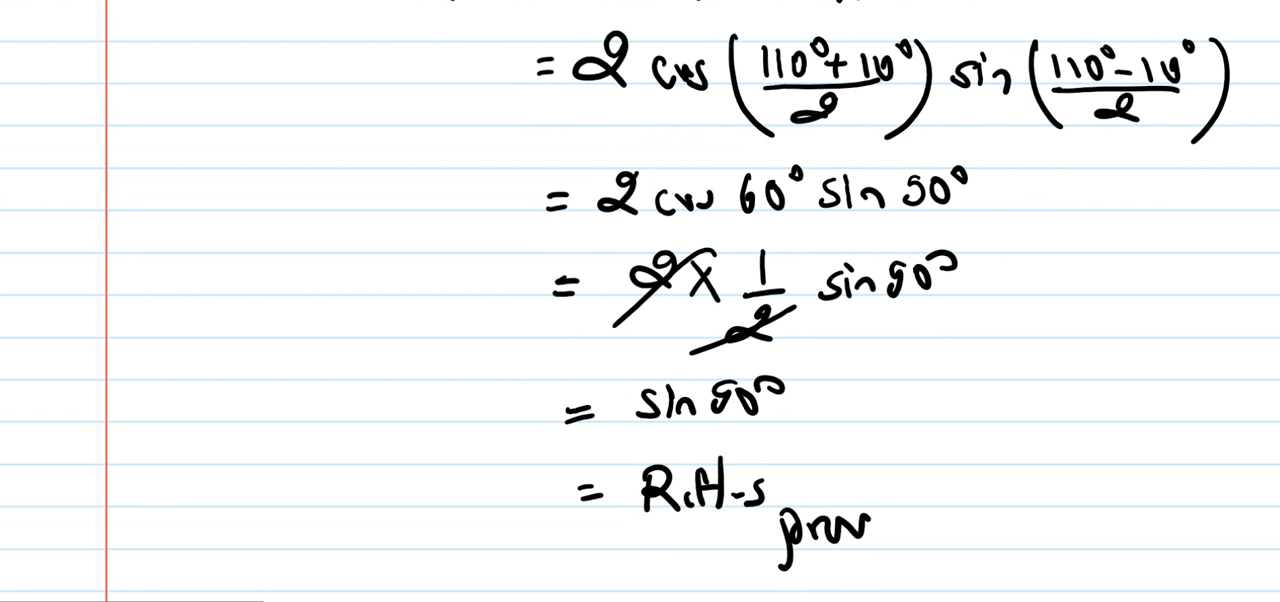 = 2 cos (110° + 10° / 2) sin (110° - 10° / 2)
= 2 cos 60° sin 50°
= 2 × 1/2 sin 50°
= sin 50°
= R.H.S
prov